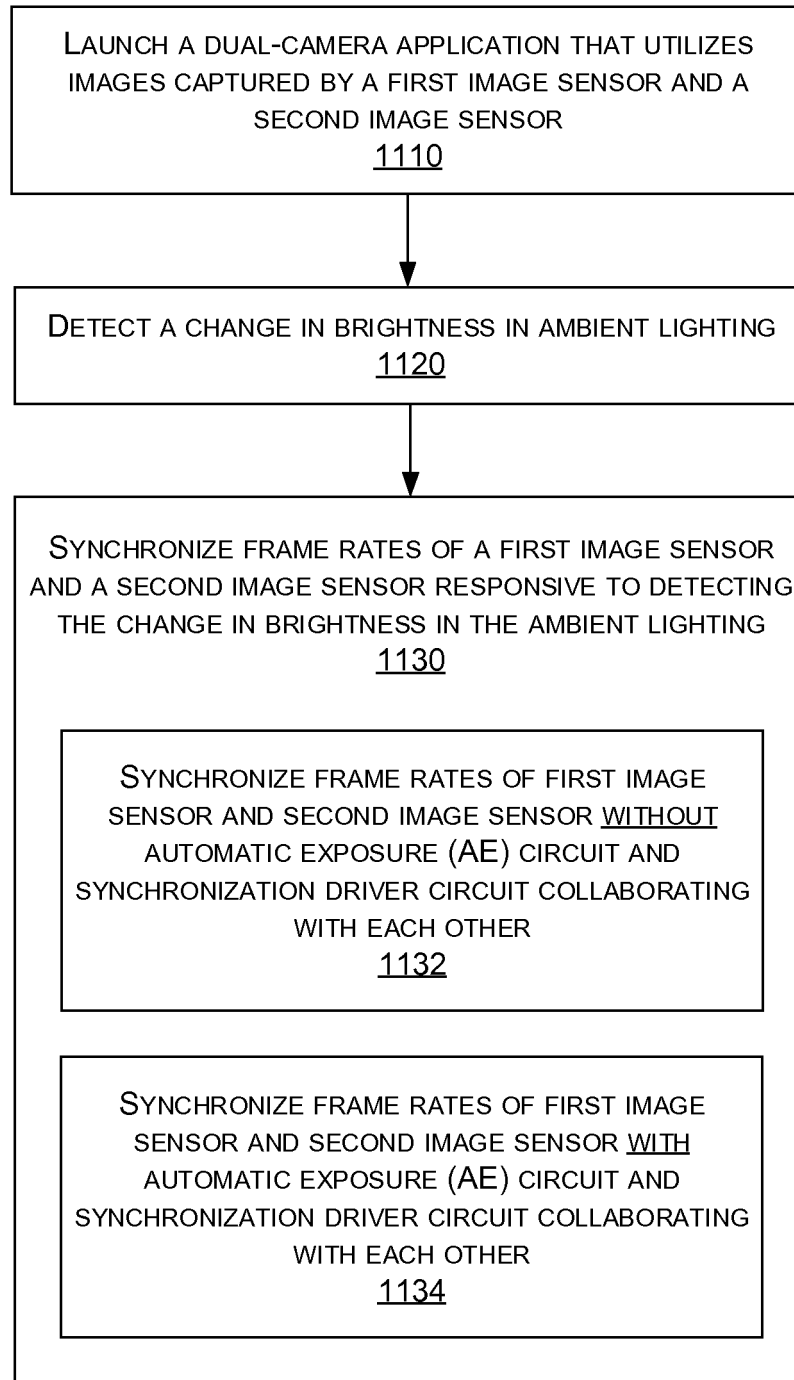 LAUNCH A DUAL-CAMERA APPLICATION THAT UTILIZES
IMAGES CAPTURED BY A FIRST IMAGE SENSOR AND A
SECOND IMAGE SENSOR
1110
DETECT A CHANGE IN BRIGHTNESS IN AMBIENT LIGHTING
1120
SYNCHRONIZE FRAME RATES OF A FIRST IMAGE SENSOR
AND A SECOND IMAGE SENSOR RESPONSIVE TO DETECTING
THE CHANGE IN BRIGHTNESS IN THE AMBIENT LIGHTING
1130
SYNCHRONIZE FRAME RATES OF FIRST IMAGE
SENSOR AND SECOND IMAGE SENSOR WITHOUT
AUTOMATIC EXPOSURE (AE) CIRCUIT AND
SYNCHRONIZATION DRIVER CIRCUIT COLLABORATING
WITH EACH OTHER
1132
SYNCHRONIZE FRAME RATES OF FIRST IMAGE
SENSOR AND SECOND IMAGE SENSOR WITH
AUTOMATIC EXPOSURE (AE) CIRCUIT AND
SYNCHRONIZATION DRIVER CIRCUIT COLLABORATING
WITH EACH OTHER
1134